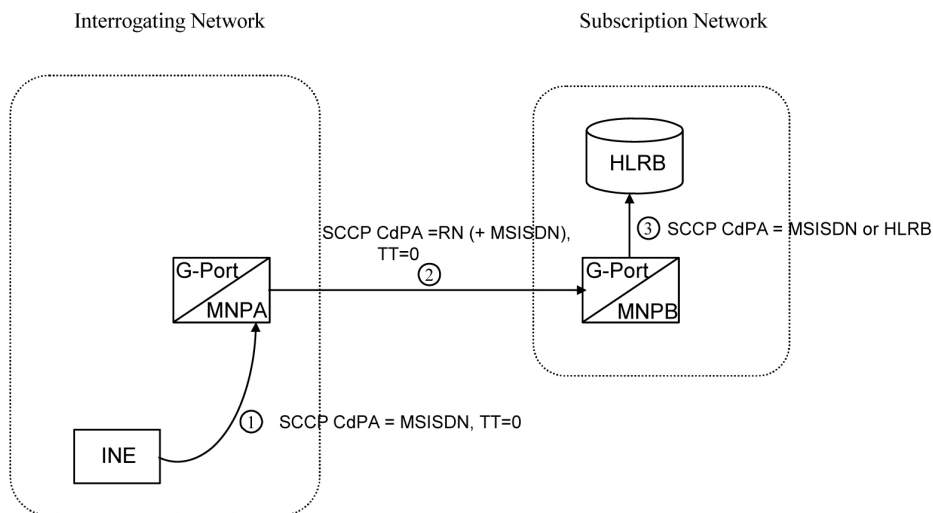 Interrogating Network
Subscription Network
HLRB
SCCP CdPA =RN (+ MSISDN),
TT=0
2
3 SCCP CdPA = MSISDN or HLRB
G-Port
MNPA
G-Port
MNPB
1 SCCP CdPA = MSISDN, TT=0
INE